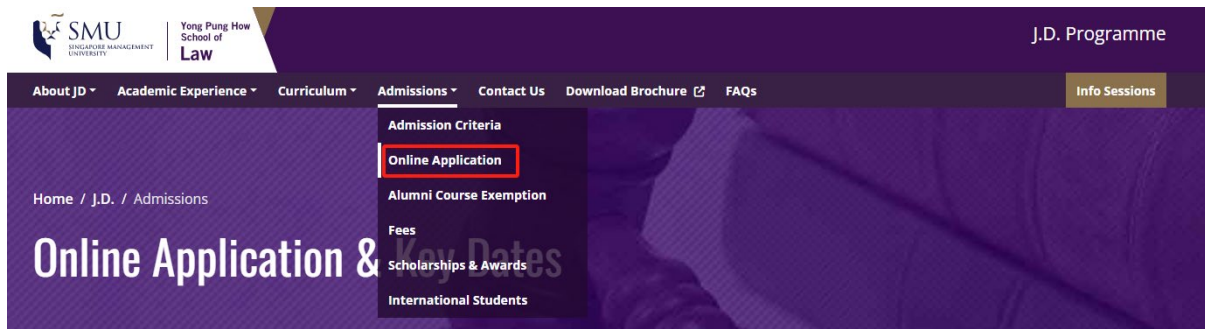 SMU
SINGAPORE MANAGEMENT
UNIVERSITY
Yong Pung How
School of
Law
J.D. Programme
About JD Academic Experience Curriculum Admissions Contact Us Download Brochure FAQs Info Sessions
Admission Criteria
Online Application
Alumni Course Exemption
Fees
Scholarships & Awards
International Students
Home / J.D. / Admissions
Online Application & Key Dates